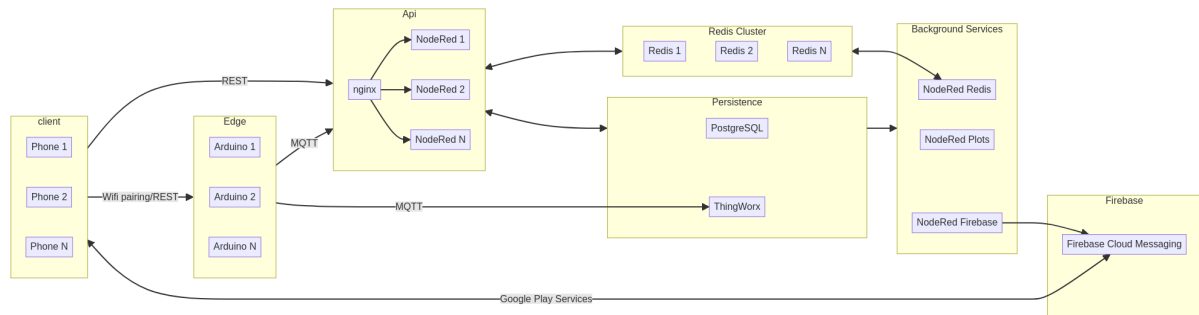 client
Phone 1
Phone 2
Phone N
REST
Wifi pairing/REST
Edge
Arduino 1
Arduino 2
Arduino N
MQTT
MQTT
Api
nginx
NodeRed 1
NodeRed 2
NodeRed N
Redis Cluster
Redis 1
Redis 2
Redis N
Persistence
PostgreSQL
ThingWorx
Background Services
NodeRed Redis
NodeRed Plots
NodeRed Firebase
Firebase
Firebase Cloud Messaging
Google Play Services